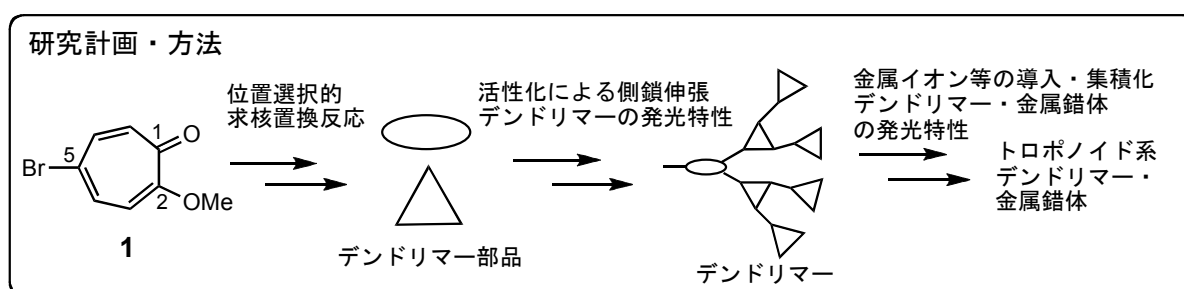 研究計画・方法
位置選択的
求核置換反応
活性化による側鎖伸張
デンドリマーの発光特性
金属イオン等の導入・集積化
デンドリマー・金属錯体
の発光特性
1
O
5
Br
2
OMe
1
デンドリマー部品
デンドリマー
トロポノイド系
デンドリマー・
金属錯体